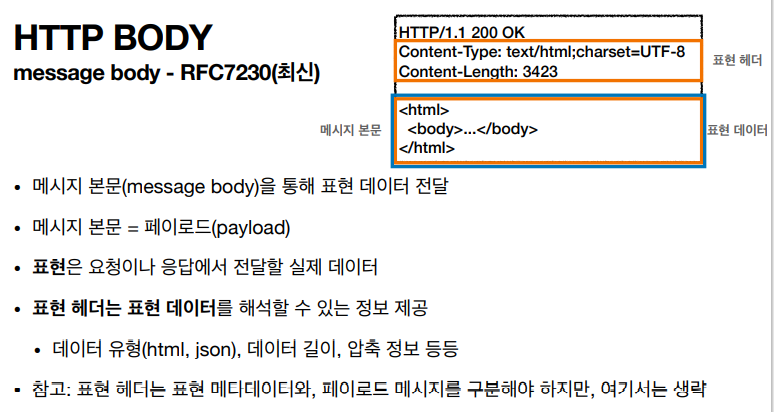 HTTP BODY
message body - RFC7230(최신)
HTTP/1.1 200 OK
Content-Type: text/html;charset=UTF-8
Content-Length: 3423
표현 헤더
<html>
<body>...</body>
</html>
메시지 본문
표현 데이터
• 메시지 본문(message body)을 통해 표현 데이터 전달
• 메시지 본문 = 페이로드(payload)
• 표현은 요청이나 응답에서 전달할 실제 데이터
• 표현 헤더는 표현 데이터를 해석할 수 있는 정보 제공
• 데이터 유형(html, json), 데이터 길이, 압축 정보 등등
• 참고: 표현 헤더는 표현 메타데이터와, 페이로드 메시지를 구분해야 하지만, 여기서는 생략